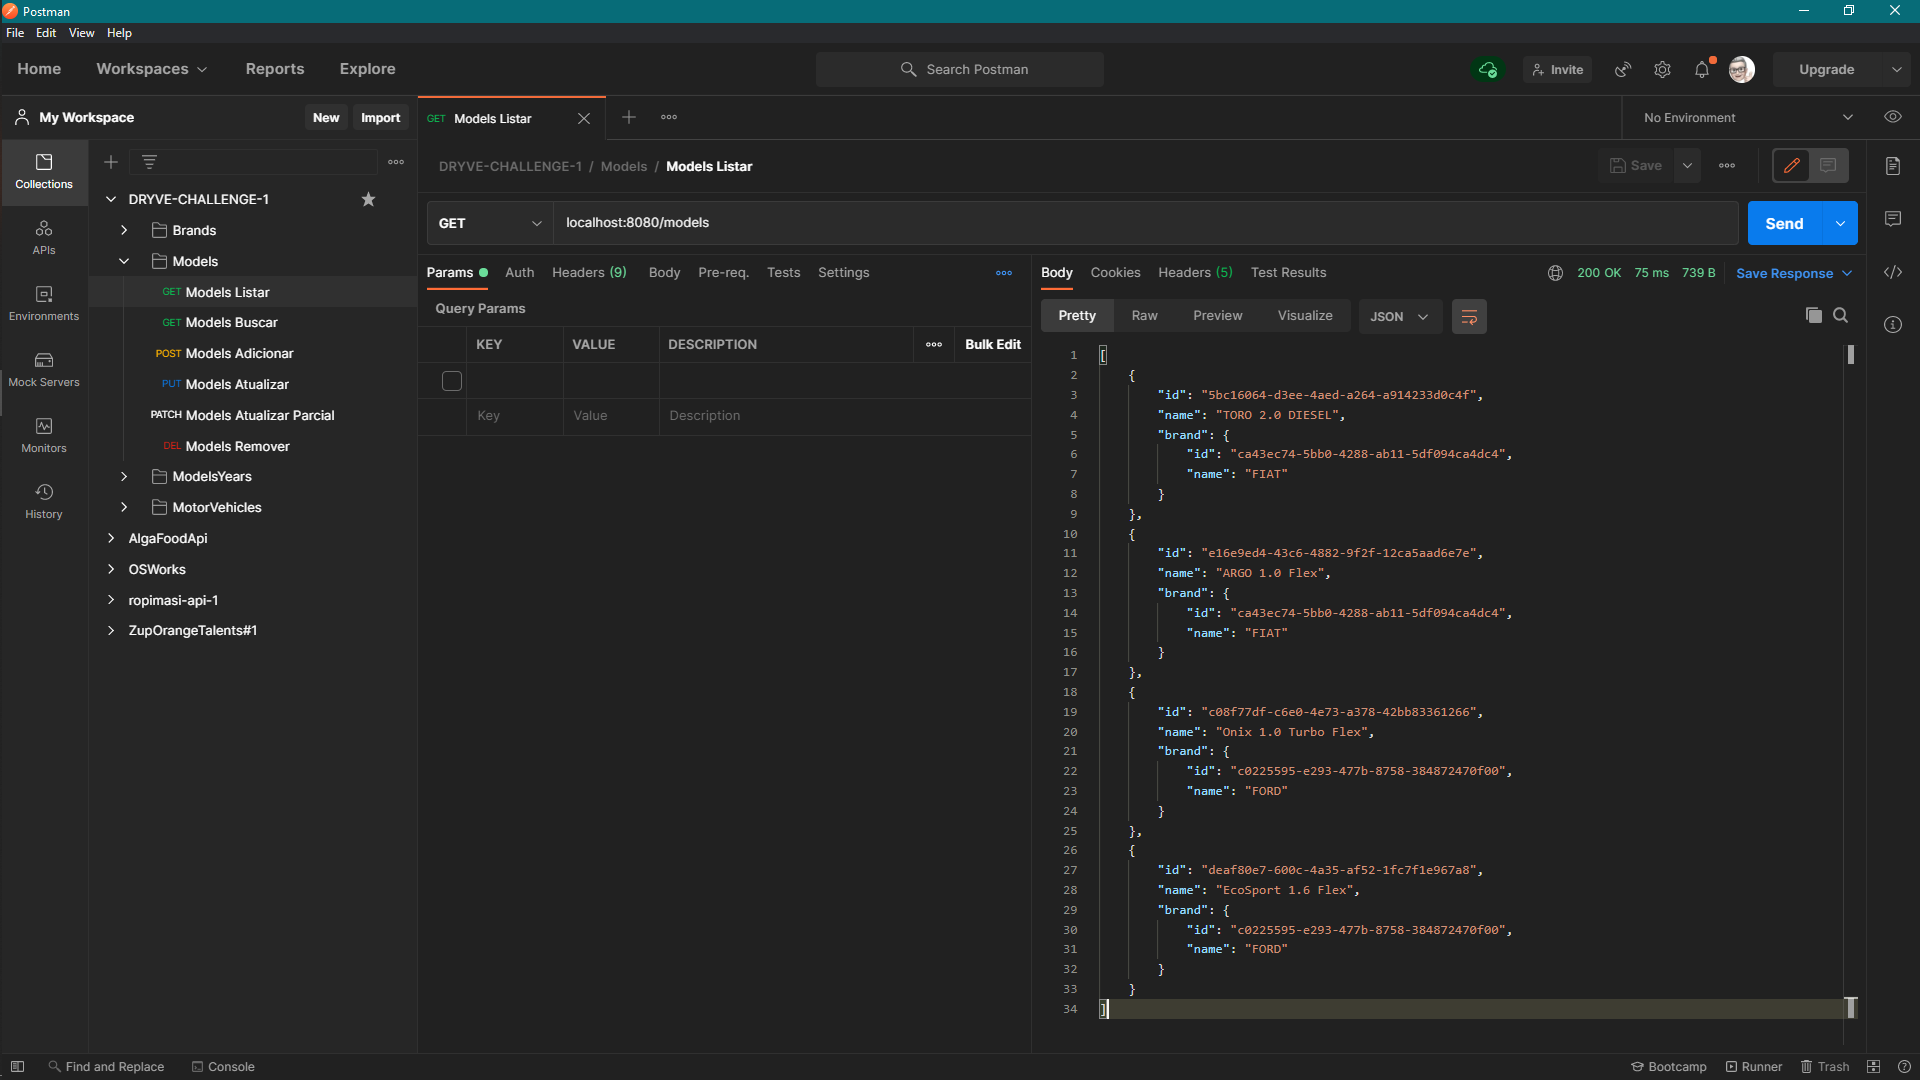 Postman
File Edit View Help
Home Workspaces Reports Explore
Search Postman
Invite
Upgrade
My Workspace
New Import
GET Models Listar
No Environment
Collections
APIs
Environments
Mock Servers
Monitors
History
DRYVE-CHALLENGE-1
Brands
Models
GET Models Listar
GET Models Buscar
POST Models Adicionar
PUT Models Atualizar
PATCH Models Atualizar Parcial
DEL Models Remover
ModelsYears
MotorVehicles
AlgaFoodApi
OSWorks
ropimasi-api-1
ZupOrangeTalents#1
DRYVE-CHALLENGE-1 / Models / Models Listar
Save
GET localhost:8080/models
Send
Params Auth Headers (9) Body Pre-req. Tests Settings
Query Params
KEY VALUE DESCRIPTION Bulk Edit
Key Value Description
Body Cookies Headers (5) Test Results
200 OK 75 ms 739 B Save Response
Pretty Raw Preview Visualize JSON
1 [
2 {
3 "id": "5bc16064-d3ee-4aed-a264-a914233d0c4f",
4 "name": "TORO 2.0 DIESEL",
5 "brand": {
6 "id": "ca43ec74-5bb0-4288-ab11-5df094ca4dc4",
7 "name": "FIAT"
8 }
9 },
10 {
11 "id": "e16e9ed4-43c6-4882-9f2f-12ca5aad6e7e",
12 "name": "ARGO 1.0 Flex",
13 "brand": {
14 "id": "ca43ec74-5bb0-4288-ab11-5df094ca4dc4",
15 "name": "FIAT"
16 }
17 },
18 {
19 "id": "c08f77df-c6e0-4e73-a378-42bb83361266",
20 "name": "Onix 1.0 Turbo Flex",
21 "brand": {
22 "id": "c0225595-e293-477b-8758-384872470f00",
23 "name": "FORD"
24 }
25 },
26 {
27 "id": "deaf80e7-600c-4a35-af52-1fc7f1e967a8",
28 "name": "EcoSport 1.6 Flex",
29 "brand": {
30 "id": "c0225595-e293-477b-8758-384872470f00",
31 "name": "FORD"
32 }
33 }
34 ]
Find and Replace Console
Bootcamp Runner Trash